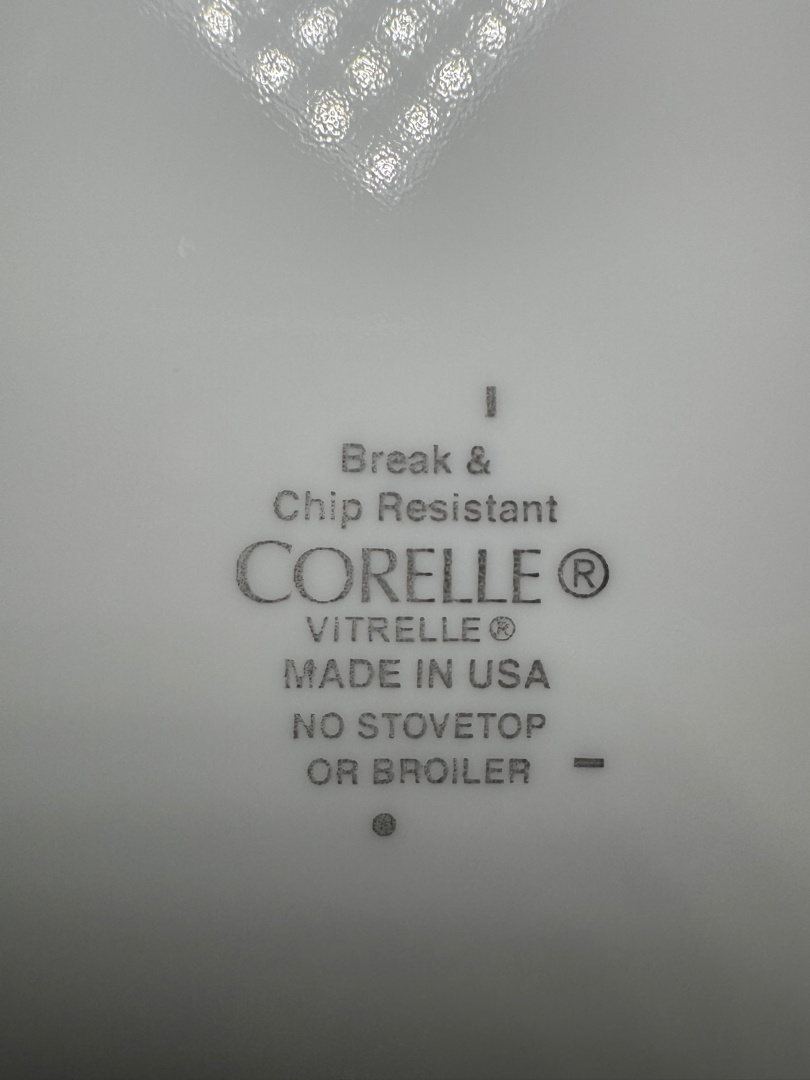 Break &
Chip Resistant
CORELLE®
VITRELLE®
MADE IN USA
NO STOVETOP
OR BROILER